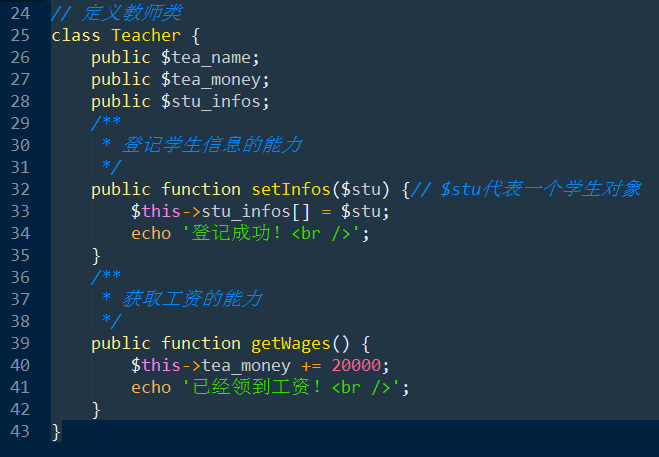 24 // 定义教师类
25 class Teacher {
26     public $tea_name;
27     public $tea_money;
28     public $stu_infos;
29     /**
30      * 登记学生信息的能力
31      */
32     public function setInfos($stu) {// $stu代表一个学生对象
33         $this->stu_infos[] = $stu;
34         echo '登记成功！<br />';
35     }
36     /**
37      * 获取工资的能力
38      */
39     public function getWages() {
40         $this->tea_money += 20000;
41         echo '已经领到工资！<br />';
42     }
43 }